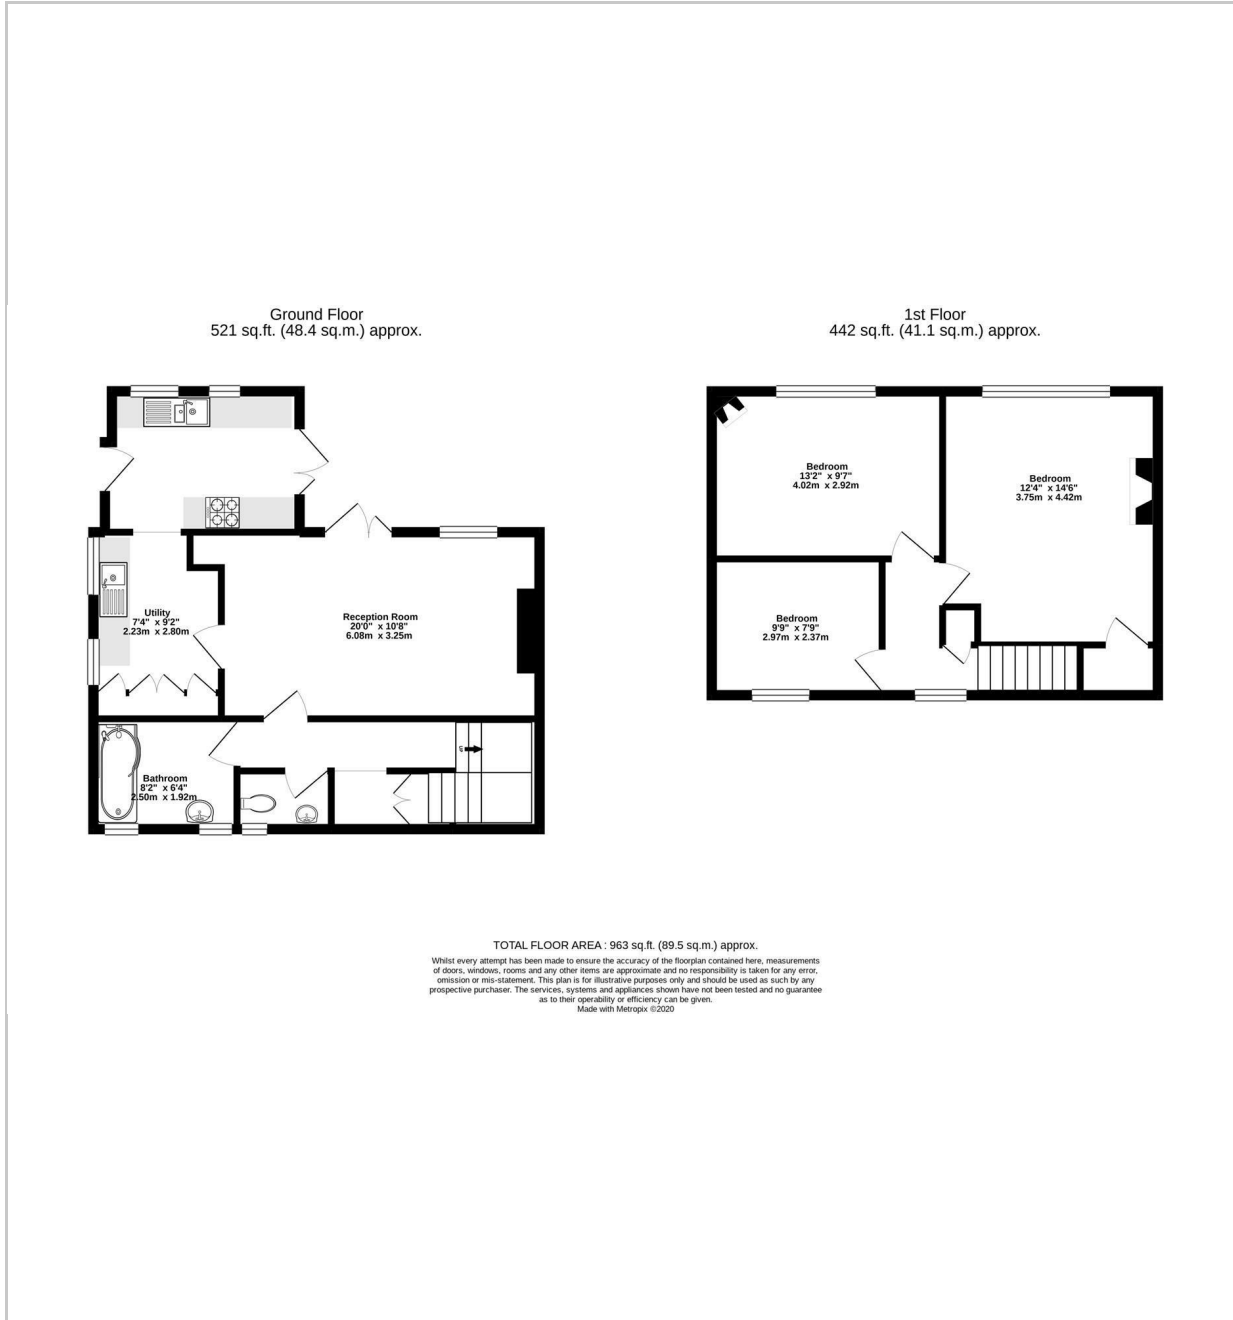 Ground Floor
521 sq.ft. (48.4 sq.m.) approx.
1st Floor
442 sq.ft. (41.1 sq.m.) approx.
Bedroom
13'2" x 9'7"
4.02m x 2.92m
Bedroom
12'4" x 14'6"
3.75m x 4.42m
Utility
7'4" x 9'2"
2.23m x 2.80m
Reception Room
20'0" x 10'8"
6.08m x 3.25m
Bedroom
9'9" x 7'9"
2.97m x 2.37m
UP
Bathroom
8'2" x 6'4"
2.50m x 1.92m
TOTAL FLOOR AREA : 963 sq.ft. (89.5 sq.m.) approx.
Whilst every attempt has been made to ensure the accuracy of the floorplan contained here, measurements
of doors, windows, rooms and any other items are approximate and no responsibility is taken for any error,
omission or mis-statement. This plan is for illustrative purposes only and should be used as such by any
prospective purchaser. The services, systems and appliances shown have not been tested and no guarantee
as to their operability or efficiency can be given.
Made with Metropix ©2020